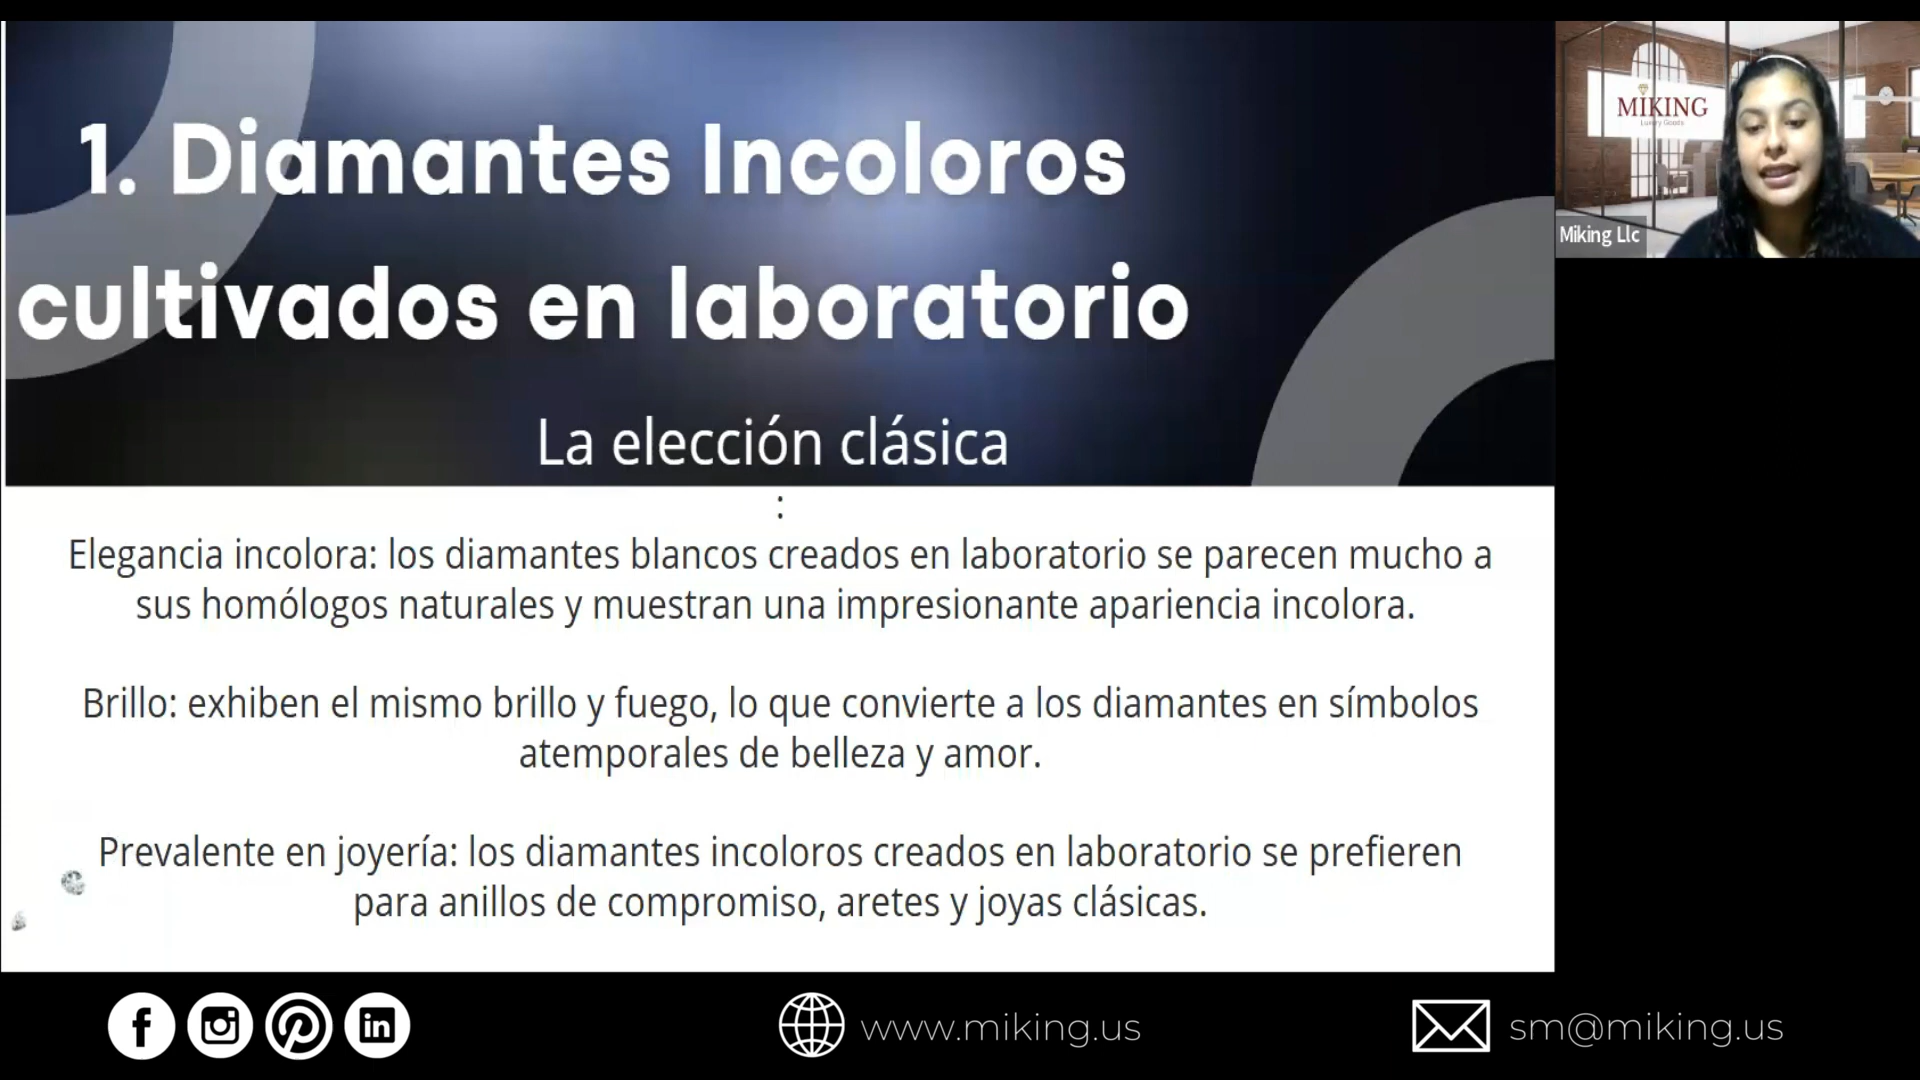 1. Diamantes Incoloros
cultivados en laboratorio
La elección clásica
:
Elegancia incolora: los diamantes blancos creados en laboratorio se parecen mucho a
sus homólogos naturales y muestran una impresionante apariencia incolora.
Brillo: exhiben el mismo brillo y fuego, lo que convierte a los diamantes en símbolos
atemporales de belleza y amor.
Prevalente en joyería: los diamantes incoloros creados en laboratorio se prefieren
para anillos de compromiso, aretes y joyas clásicas.
MIKING
Luxury Goods
Miking Llc
www.miking.us
sm@miking.us